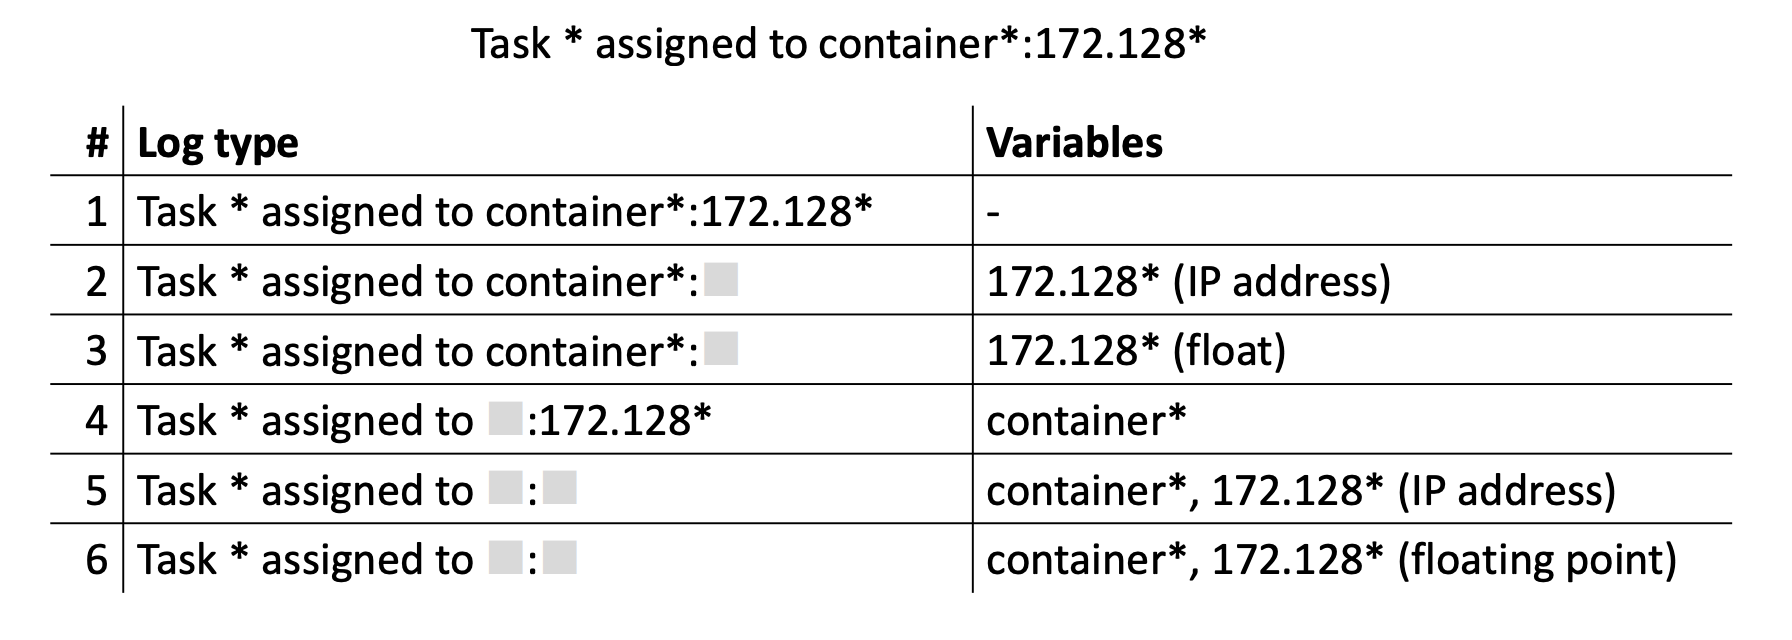 Task * assigned to container*:172.128*
# Log type Variables
1 Task * assigned to container*:172.128* -
2 Task * assigned to container*: 172.128* (IP address)
3 Task * assigned to container*: 172.128* (float)
4 Task * assigned to :172.128* container*
5 Task * assigned to : container*, 172.128* (IP address)
6 Task * assigned to : container*, 172.128* (floating point)